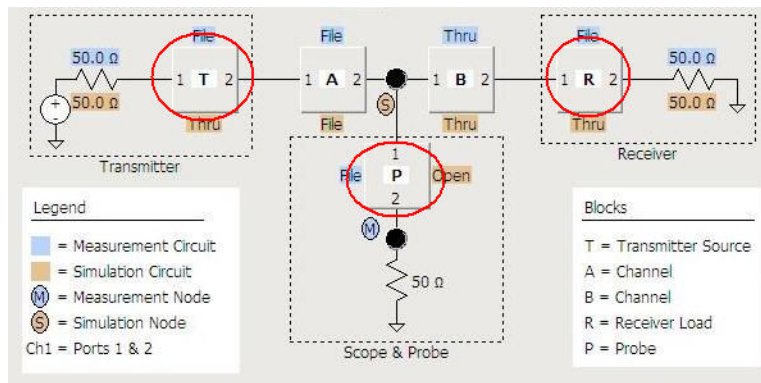 File
File
Thru
File
50.0 Ω
50.0 Ω
1 T 2
1 A 2
1 B 2
1 R 2
50.0 Ω
50.0 Ω
+
-
S
Thru
File
Thru
Thru
Transmitter
Receiver
File
1
P
2
Open
M
50 Ω
Scope & Probe
Legend
= Measurement Circuit
= Simulation Circuit
M = Measurement Node
S = Simulation Node
Ch1 = Ports 1 & 2
Blocks
T = Transmitter Source
A = Channel
B = Channel
R = Receiver Load
P = Probe